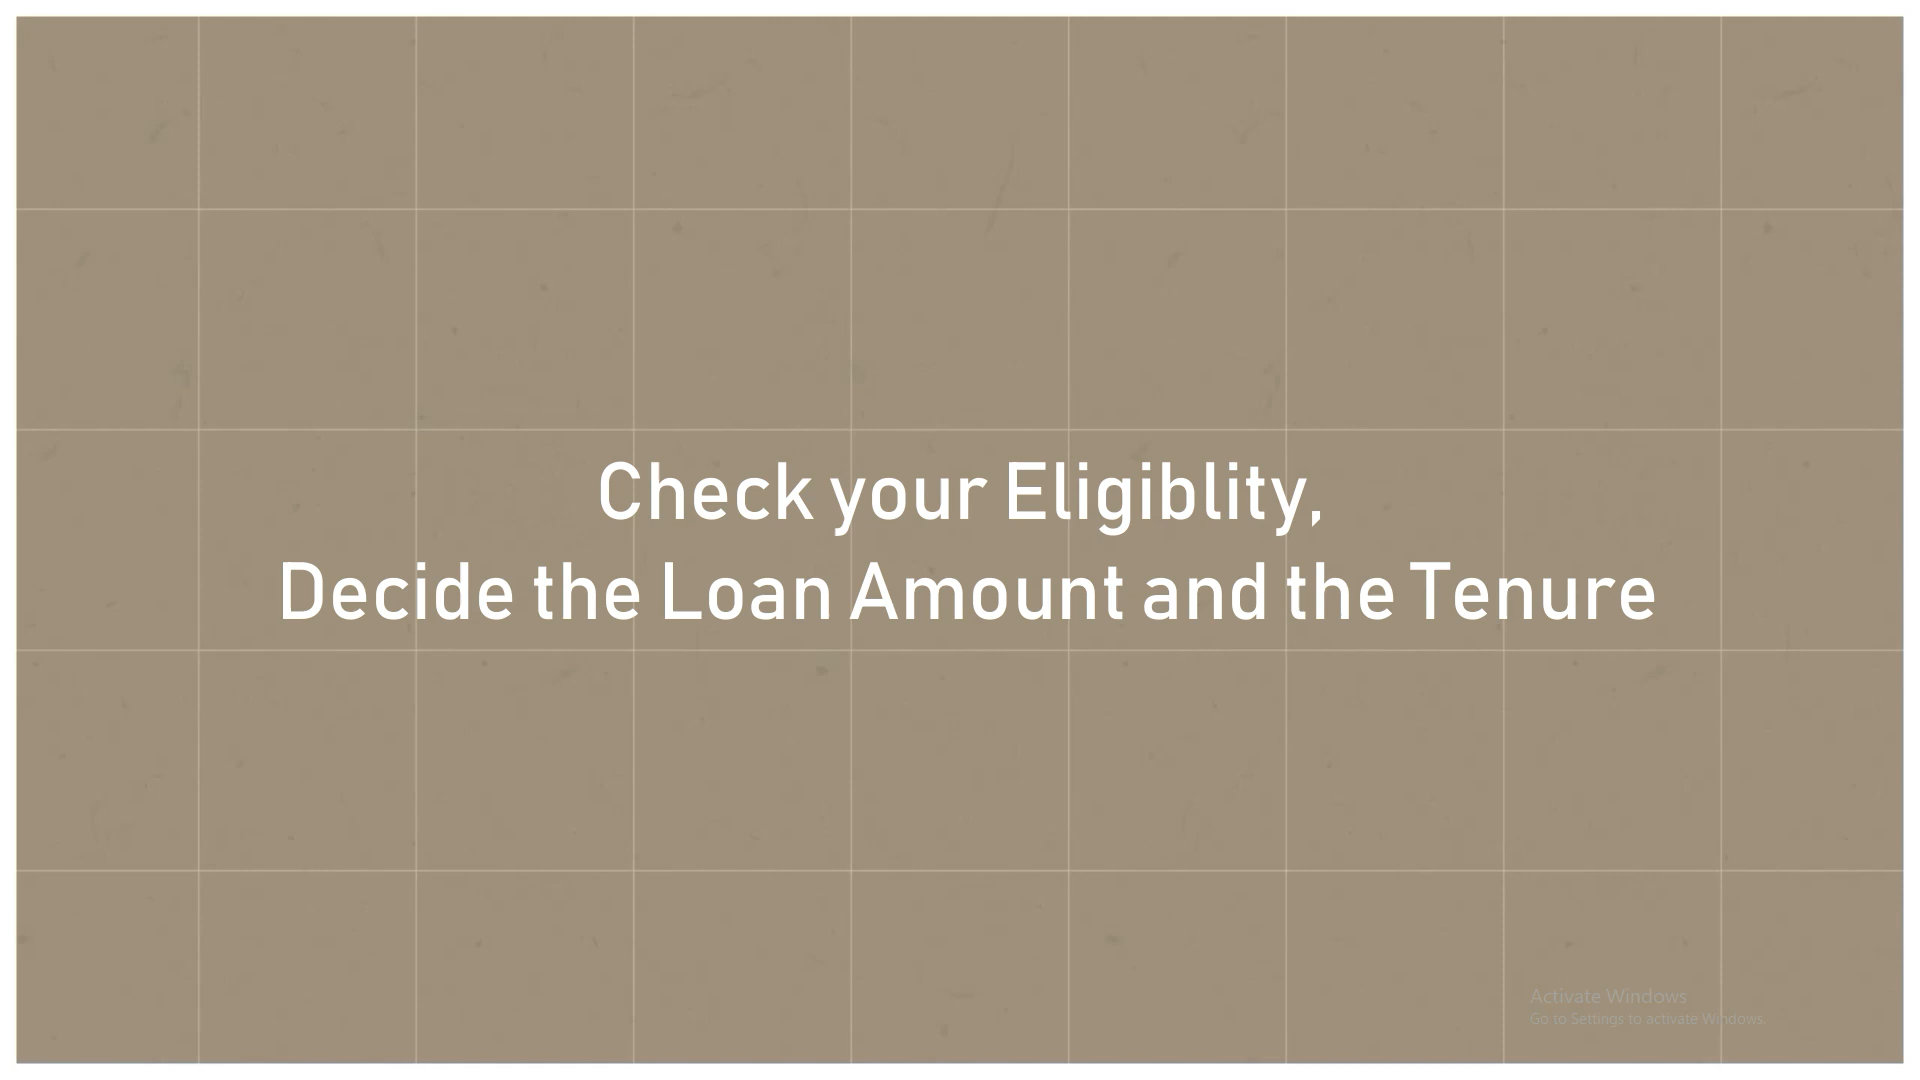 Check your Eligiblity,
Decide the Loan Amount and the Tenure
Activate Windows
Go to Settings to activate Windows.